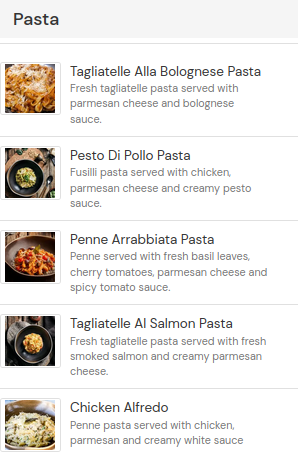 Pasta
Tagliatelle Alla Bolognese Pasta
Fresh tagliatelle pasta served with
parmesan cheese and bolognese
sauce.
Pesto Di Pollo Pasta
Fusilli pasta served with chicken,
parmesan cheese and creamy pesto
sauce.
Penne Arrabbiata Pasta
Penne served with fresh basil leaves,
cherry tomatoes, parmesan cheese and
spicy tomato sauce.
Tagliatelle Al Salmon Pasta
Fresh tagliatelle pasta served with fresh
smoked salmon and creamy parmesan
cheese.
Chicken Alfredo
Penne pasta served with chicken,
parmesan and creamy white sauce